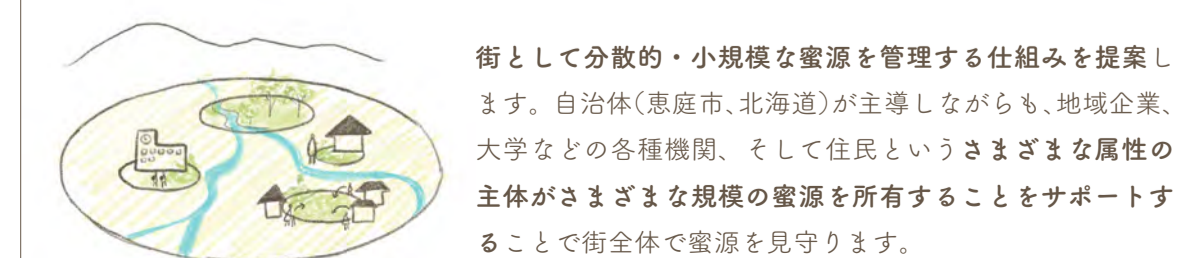 街として分散的・小規模な蜜源を管理する仕組みを提案し
ます。自治体(恵庭市、北海道)が主導しながらも、地域企業、
大学などの各種機関、そして住民というさまざまな属性の
主体がさまざまな規模の蜜源を所有することをサポートす
ることで街全体で蜜源を見守ります。